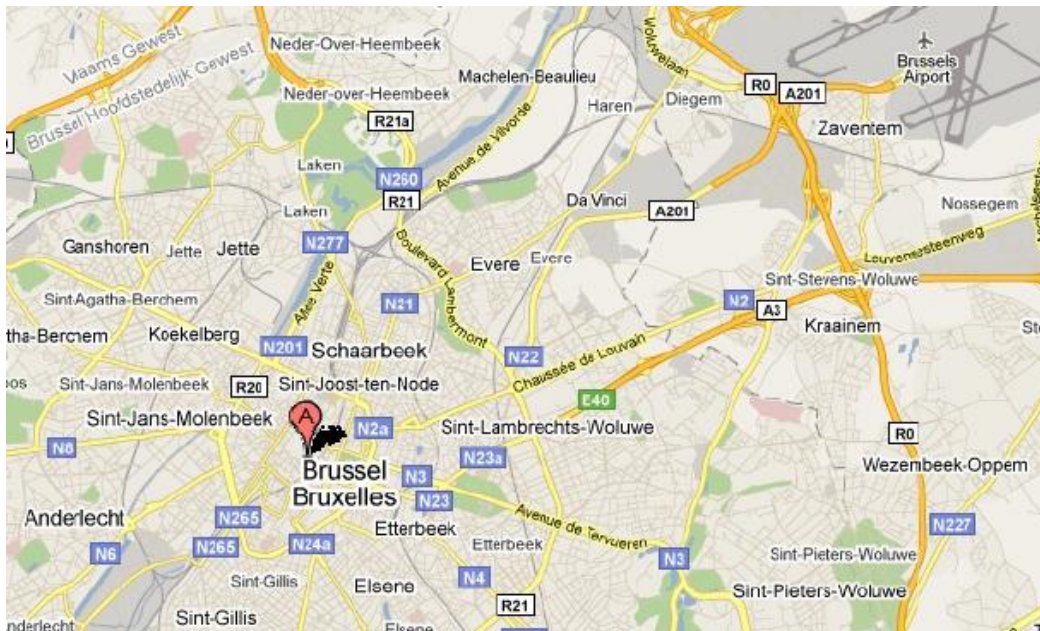 Vlaams Gewest
Brussel Hoofdstedelijk Gewest
Neder-Over-Heembeek
Neder-over-Heembeek
R21a
Machelen-Beaulieu
Woluwelaan
Haren
Diegem
R0
A201
Brussels
Airport
Zaventem
Laken
N260
R21
Avenue de Vilvorde
Da Vinci
A201
Nossegem
Laken
Ganshoren
Jette
Jette
N277
Allee Verte
Boulevard Lambermont
Evere
Evere
Leuvensesteenweg
Sint-Stevens-Woluwe
Sint-Agatha-Berchem
N21
N2
A3
Kraainem
tha-Berchem
Koekelberg
N201
Schaarbeek
N22
Chaussée de Louvain
Sint-Jans-Molenbeek
R20
Sint-Joost-ten-Node
E40
Sint-Jans-Molenbeek
A
N2a
Sint-Lambrechts-Woluwe
R0
N8
Brussel
Bruxelles
N3
N23a
N23
Wezembeek-Oppem
Anderlecht
N265
Etterbeek
Avenue de Tervueren
N227
N6
N265
N24a
Etterbeek
N3
Sint-Pieters-Woluwe
Sint-Gillis
Elsene
N4
Sint-Pieters-Woluwe
R21
Sint-Gillis
Elsene
nderlecht